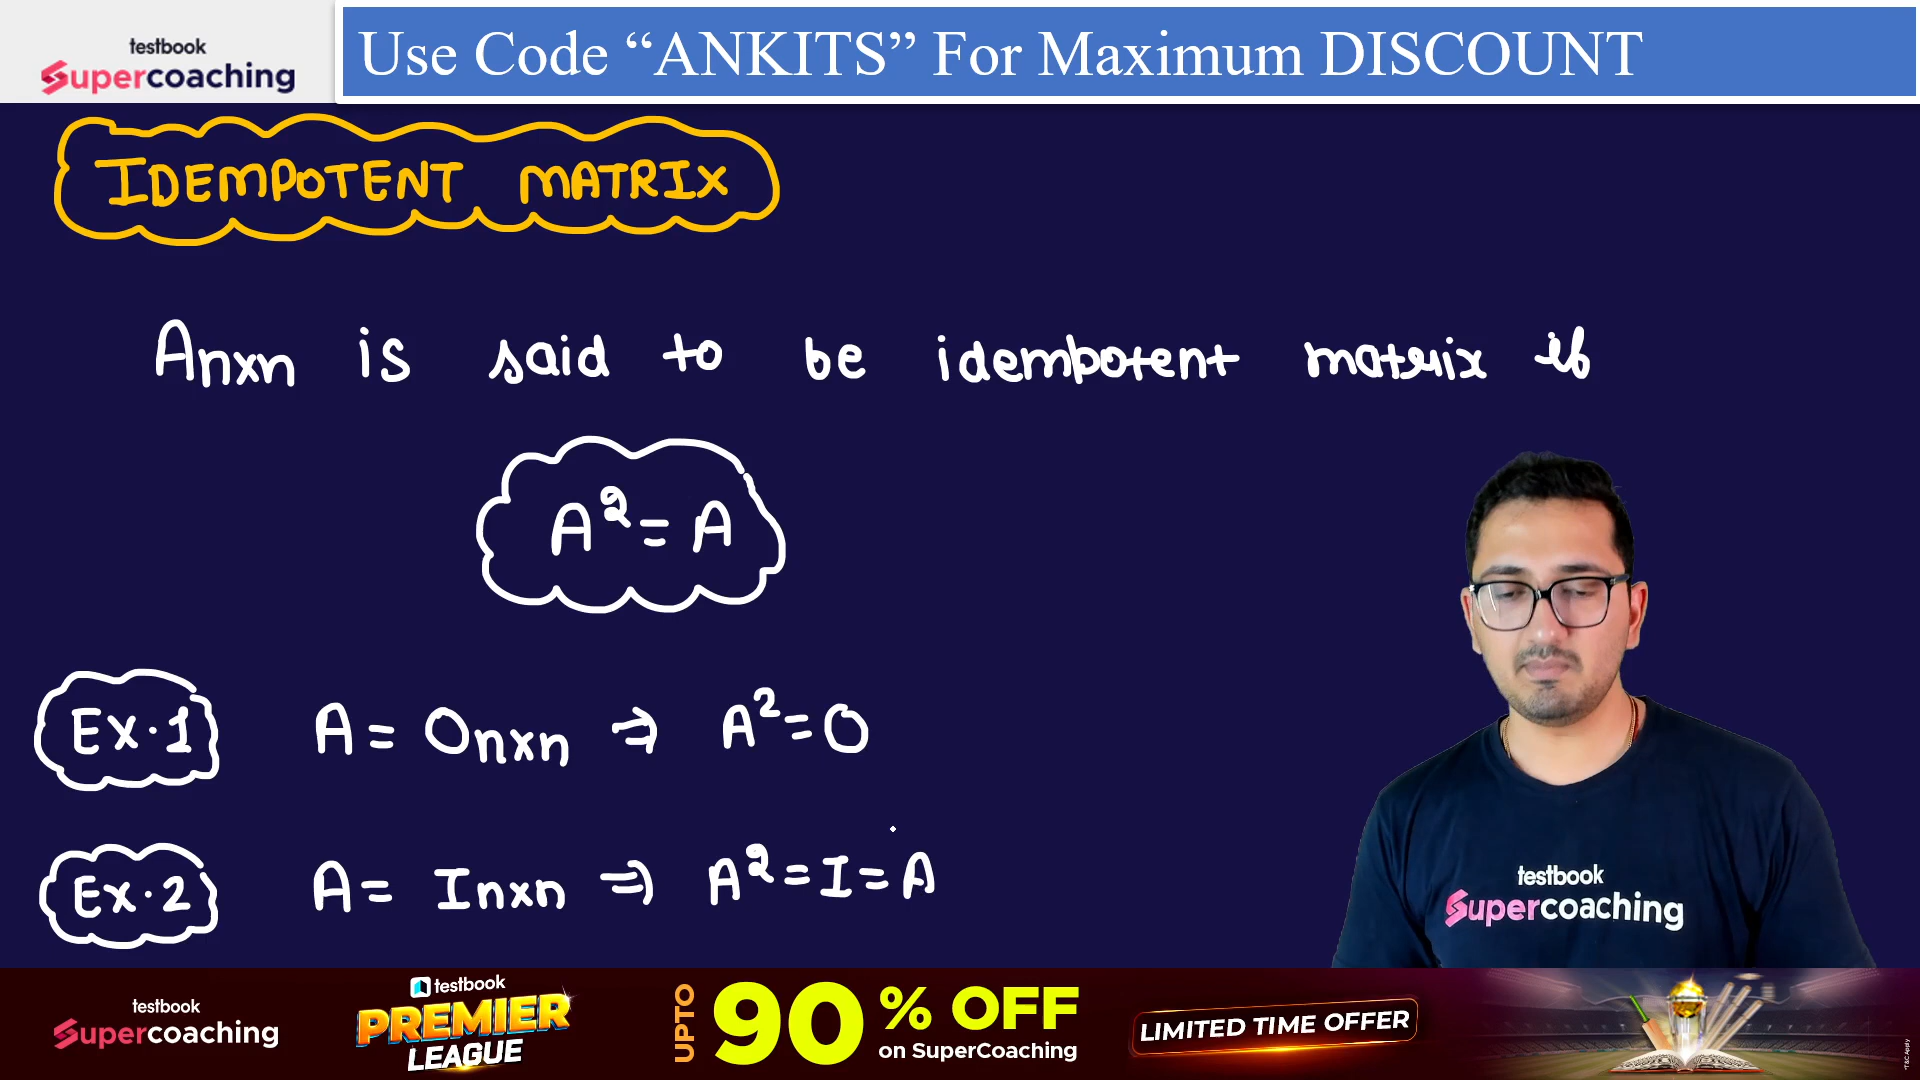 testbook
Supercoaching
Use Code “ANKITS” For Maximum DISCOUNT
IDEMPOTENT MATRIX
Anxn is said to be idempotent matrix if
A² = A
EX.1 A = Onxn ⇒ A² = O
EX.2 A = Inxn ⇒ A² = I = A
testbook
Supercoaching
testbook
Supercoaching
testbook
PREMIER
LEAGUE
UPTO 90% OFF
on SuperCoaching
LIMITED TIME OFFER
*T&C Apply